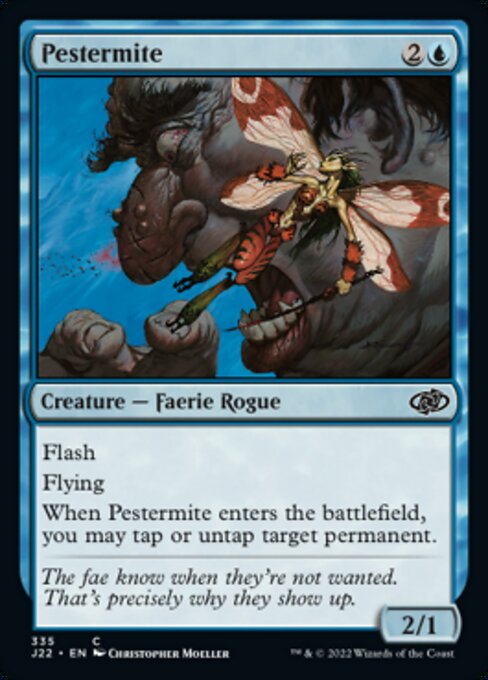 Pestermite 2
Creature — Faerie Rogue
Flash
Flying
When Pestermite enters the battlefield,
you may tap or untap target permanent.
The fae know when they're not wanted.
That's precisely why they show up.
2/1
335 C
J22 • EN Christopher Moeller
™ & © 2022 Wizards of the Coast